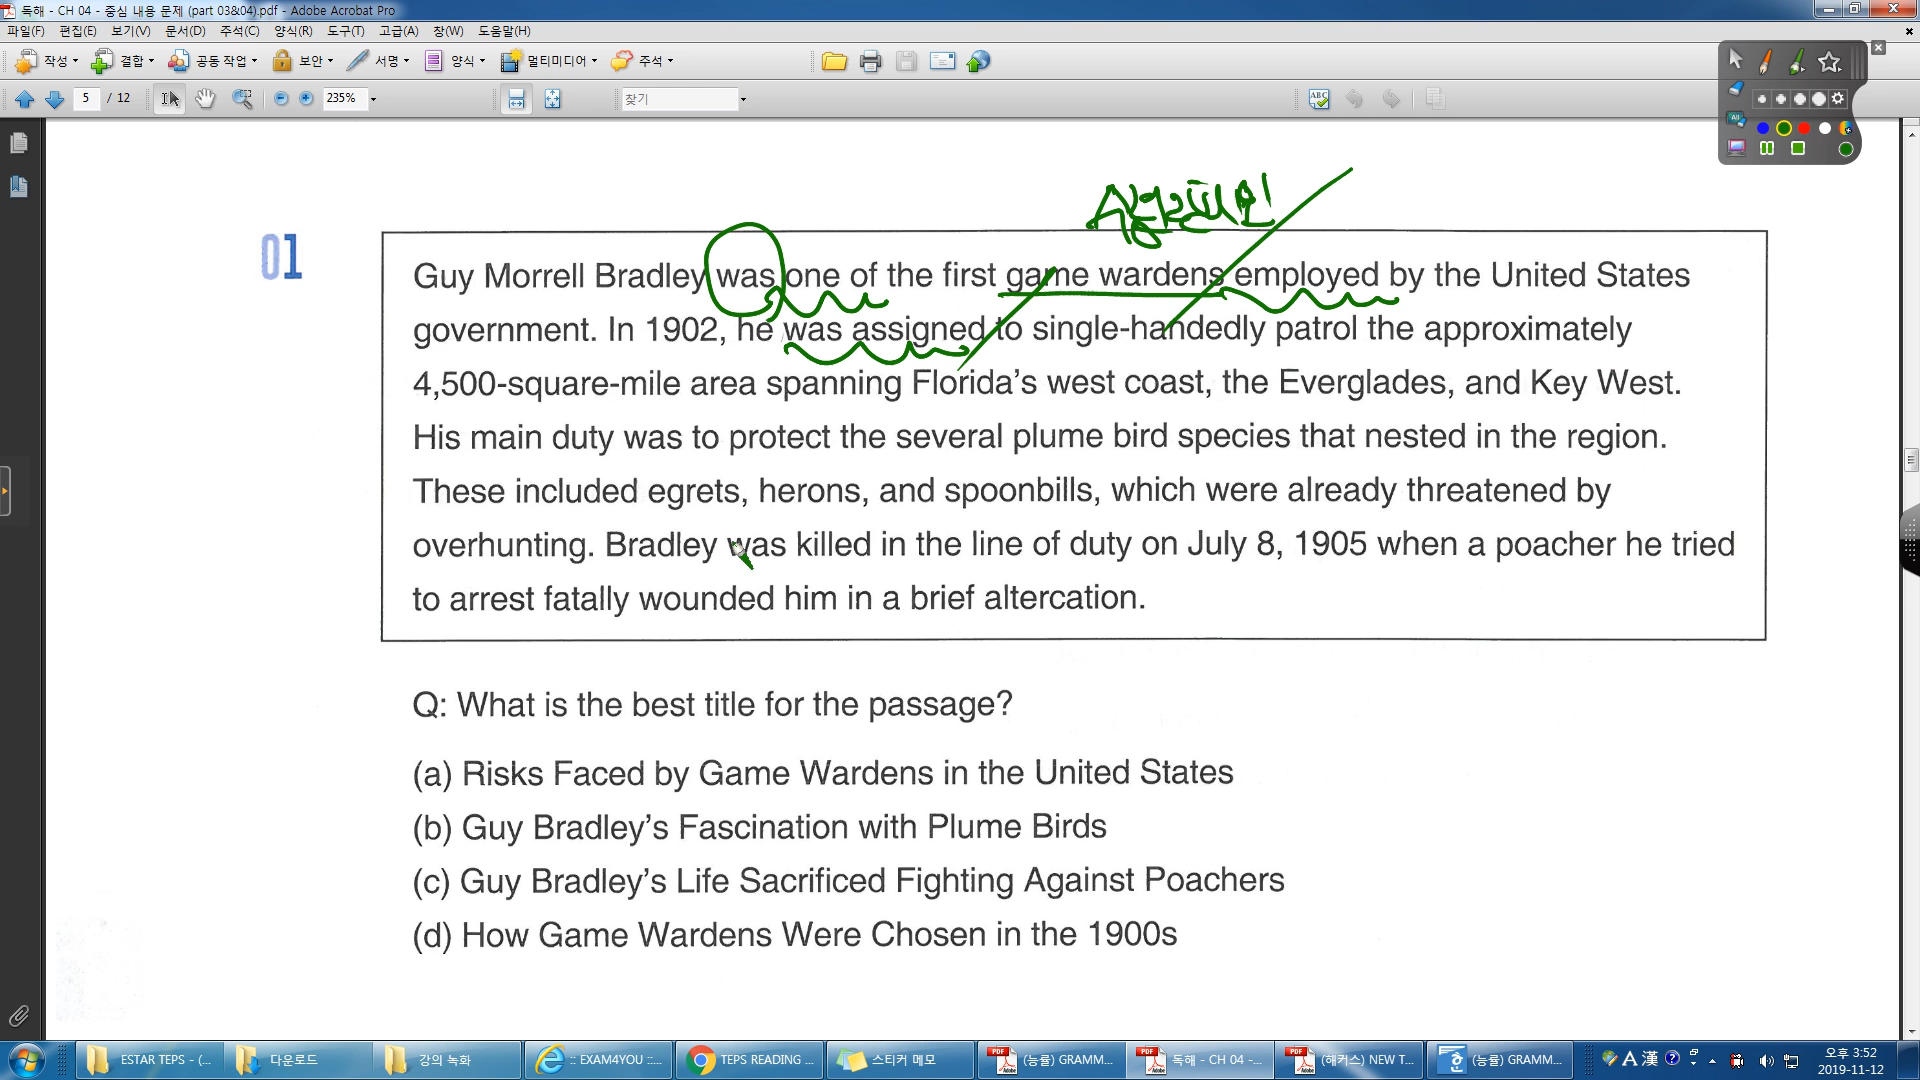 독해 - CH 04 - 중심 내용 문제 (part 03&04).pdf - Adobe Acrobat Pro
파일(F) 편집(E) 보기(V) 문서(D) 주석(C) 양식(R) 도구(T) 고급(A) 창(W) 도움말(H)
작성 결합 공동 작업 보안 서명 양식 멀티미디어 주석
5 / 12 235% 찾기
01
Guy Morrell Bradley was one of the first game wardens employed by the United States
government. In 1902, he was assigned to single-handedly patrol the approximately
4,500-square-mile area spanning Florida's west coast, the Everglades, and Key West.
His main duty was to protect the several plume bird species that nested in the region.
These included egrets, herons, and spoonbills, which were already threatened by
overhunting. Bradley was killed in the line of duty on July 8, 1905 when a poacher he tried
to arrest fatally wounded him in a brief altercation.
Q: What is the best title for the passage?
(a) Risks Faced by Game Wardens in the United States
(b) Guy Bradley's Fascination with Plume Birds
(c) Guy Bradley's Life Sacrificed Fighting Against Poachers
(d) How Game Wardens Were Chosen in the 1900s
ESTAR TEPS - (... 다운로드 강의 녹화 :: EXAM4YOU ::... TEPS READING ... 스티커 메모 (능률) GRAMM... 독해 - CH 04 -... (해커스) NEW T... (능률) GRAMM... A 漢 오후 3:52
2019-11-12